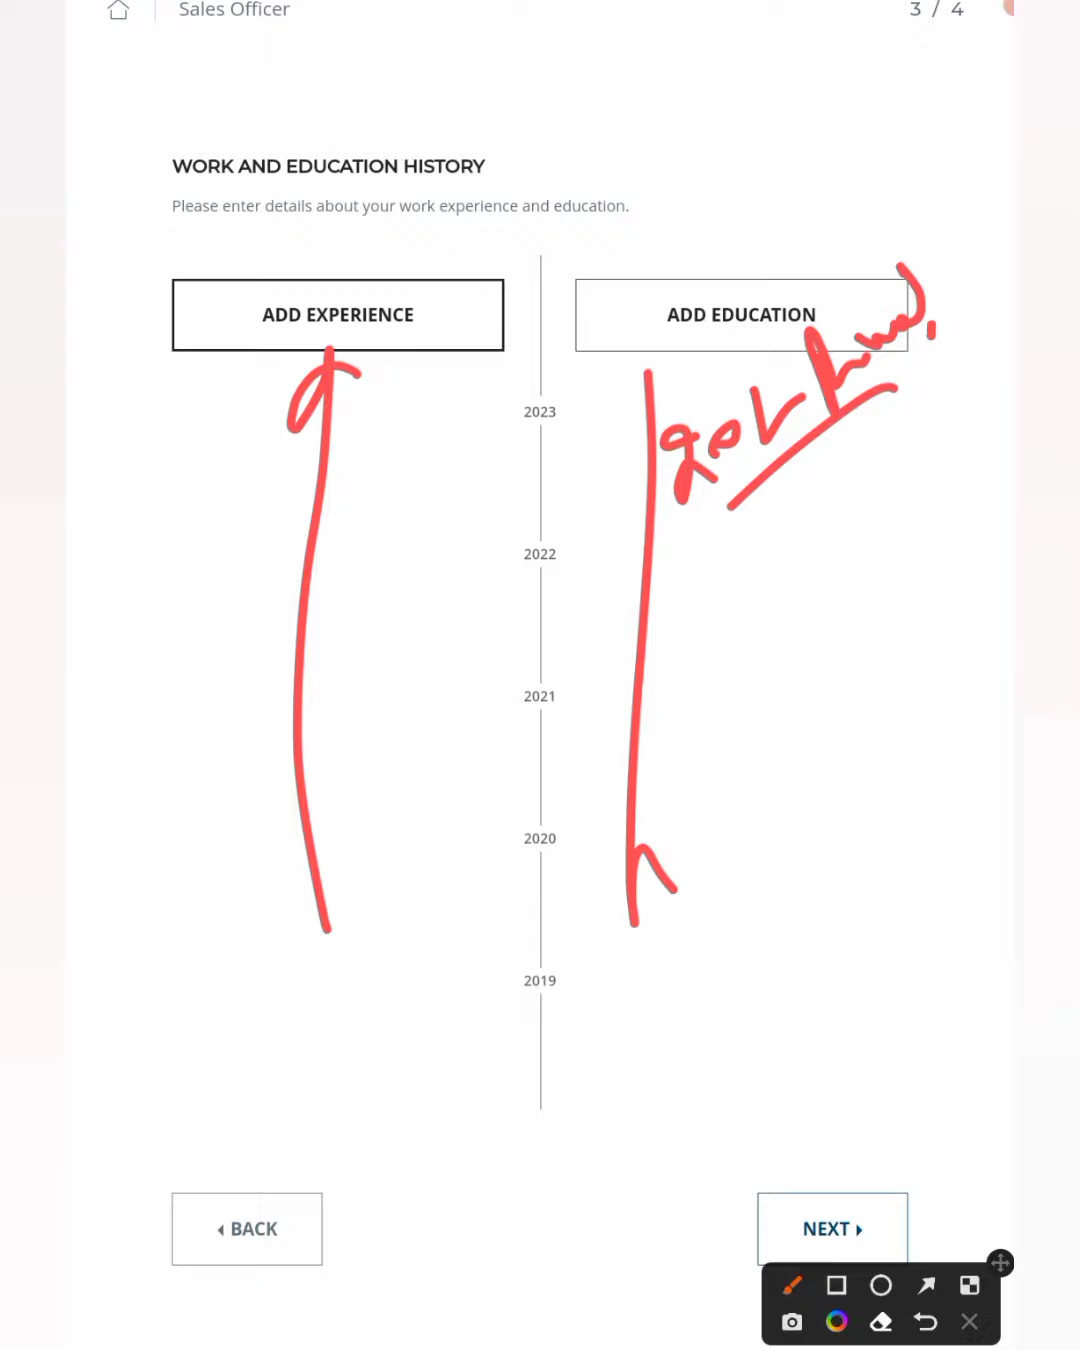 Sales Officer
3 / 4
WORK AND EDUCATION HISTORY
Please enter details about your work experience and education.
ADD EXPERIENCE
ADD EDUCATION
2023
2022
2021
2020
2019
BACK
NEXT